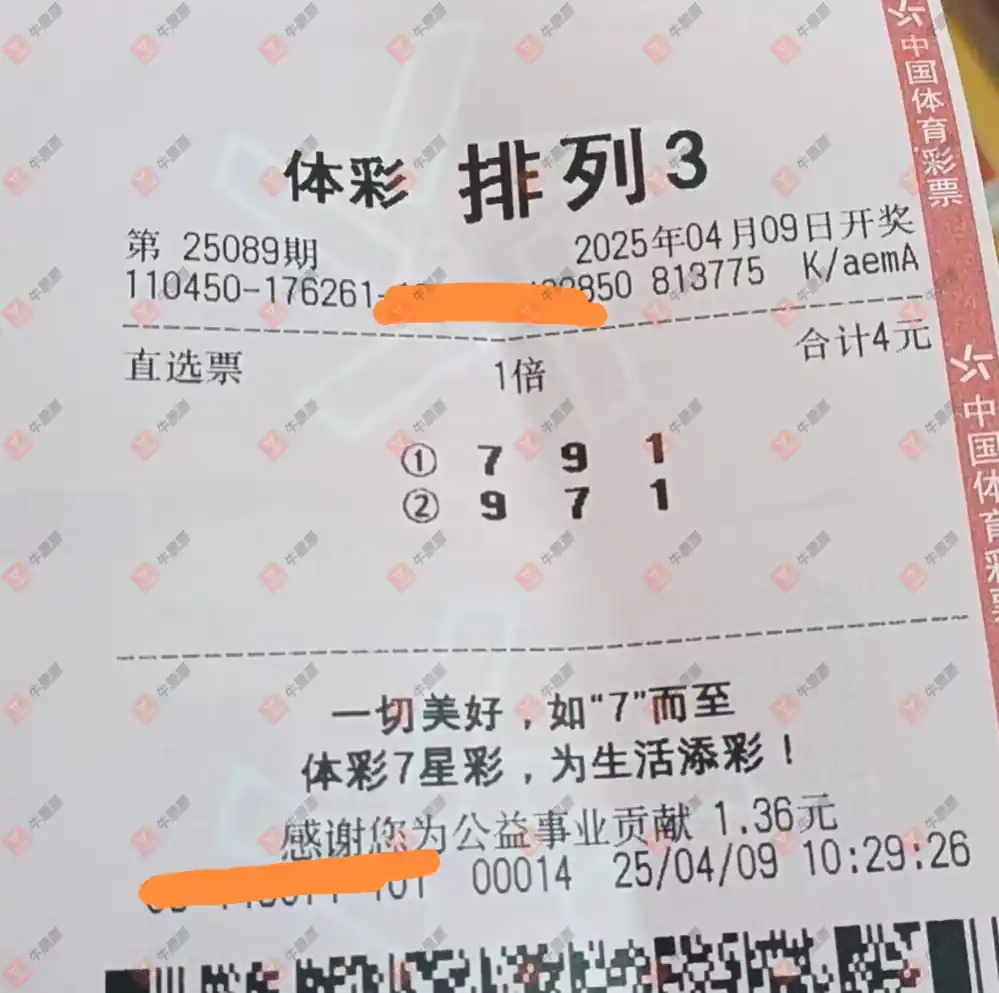 中国体育彩票
体彩 排列3
第 25089期 2025年04月09日开奖
110450-176261- 850 813775 K/aemA
直选票 1倍 合计4元
① 7 9 1
② 9 7 1
一切美好，如“7”而至
体彩7星彩，为生活添彩！
感谢您为公益事业贡献 1.36元
00014 25/04/09 10:29:26
中国体育彩票